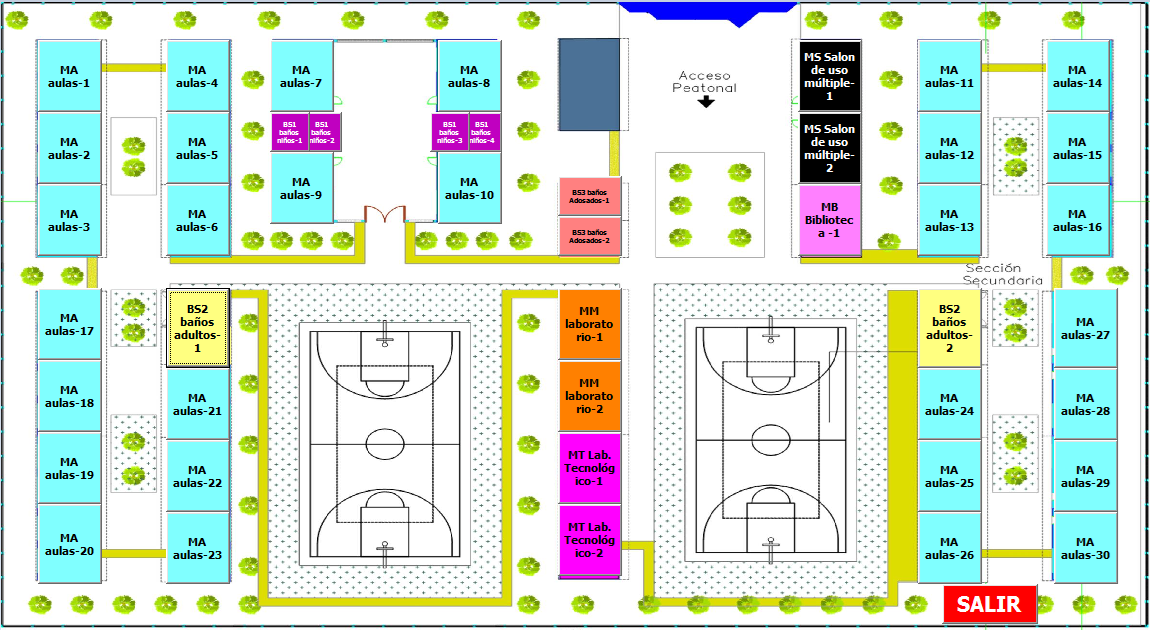 MA
aulas-1
MA
aulas-4
MA
aulas-7
MA
aulas-8
Acceso
Peatonal
MS Salon
de uso
múltiple-
1
MA
aulas-11
MA
aulas-14
MA
aulas-2
MA
aulas-5
BS1
baños
niños-1
BS1
baños
niños-2
BS1
baños
niños-3
BS1
baños
niños-4
MS Salon
de uso
múltiple-
2
MA
aulas-12
MA
aulas-15
MA
aulas-3
MA
aulas-6
MA
aulas-9
MA
aulas-10
BS3 baños
Adosados-1
BS3 baños
Adosados-2
MB
Bibliotec
a -1
MA
aulas-13
MA
aulas-16
Sección
Secundaria
MA
aulas-17
BS2
baños
adultos-
1
MM
laborato
rio-1
BS2
baños
adultos-
2
MA
aulas-27
MA
aulas-18
MA
aulas-21
MM
laborato
rio-2
MA
aulas-24
MA
aulas-28
MA
aulas-19
MA
aulas-22
MT Lab.
Tecnológ
ico-1
MA
aulas-25
MA
aulas-29
MA
aulas-20
MA
aulas-23
MT Lab.
Tecnológ
ico-2
MA
aulas-26
MA
aulas-30
SALIR